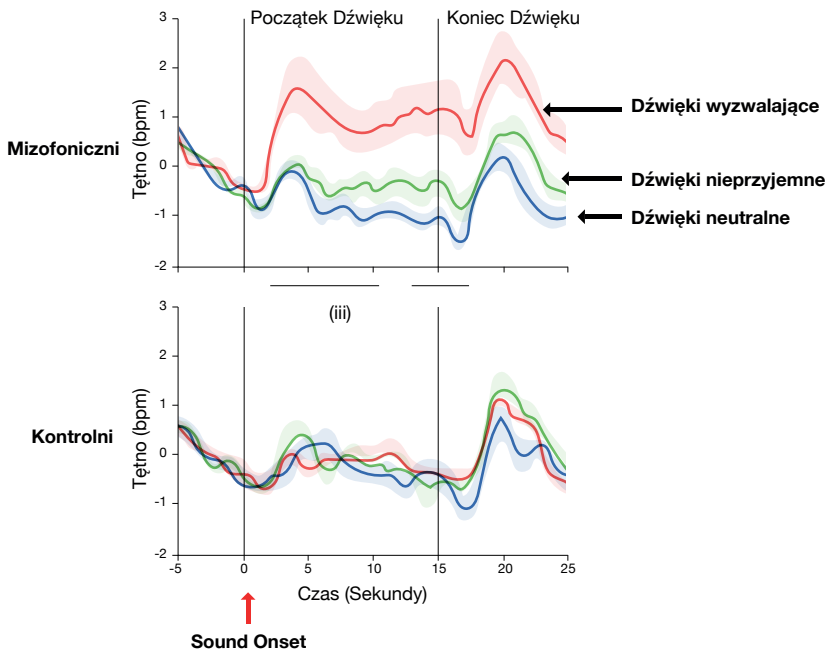 Początek Dźwięku
Koniec Dźwięku
3
2
1
0
-1
-2
Tętno (bpm)
Mizofoniczni
Dźwięki wyzwalające
Dźwięki nieprzyjemne
Dźwięki neutralne
(iii)
3
2
1
0
-1
-2
Tętno (bpm)
Kontrolni
-5 0 5 10 15 20 25
Czas (Sekundy)
Sound Onset